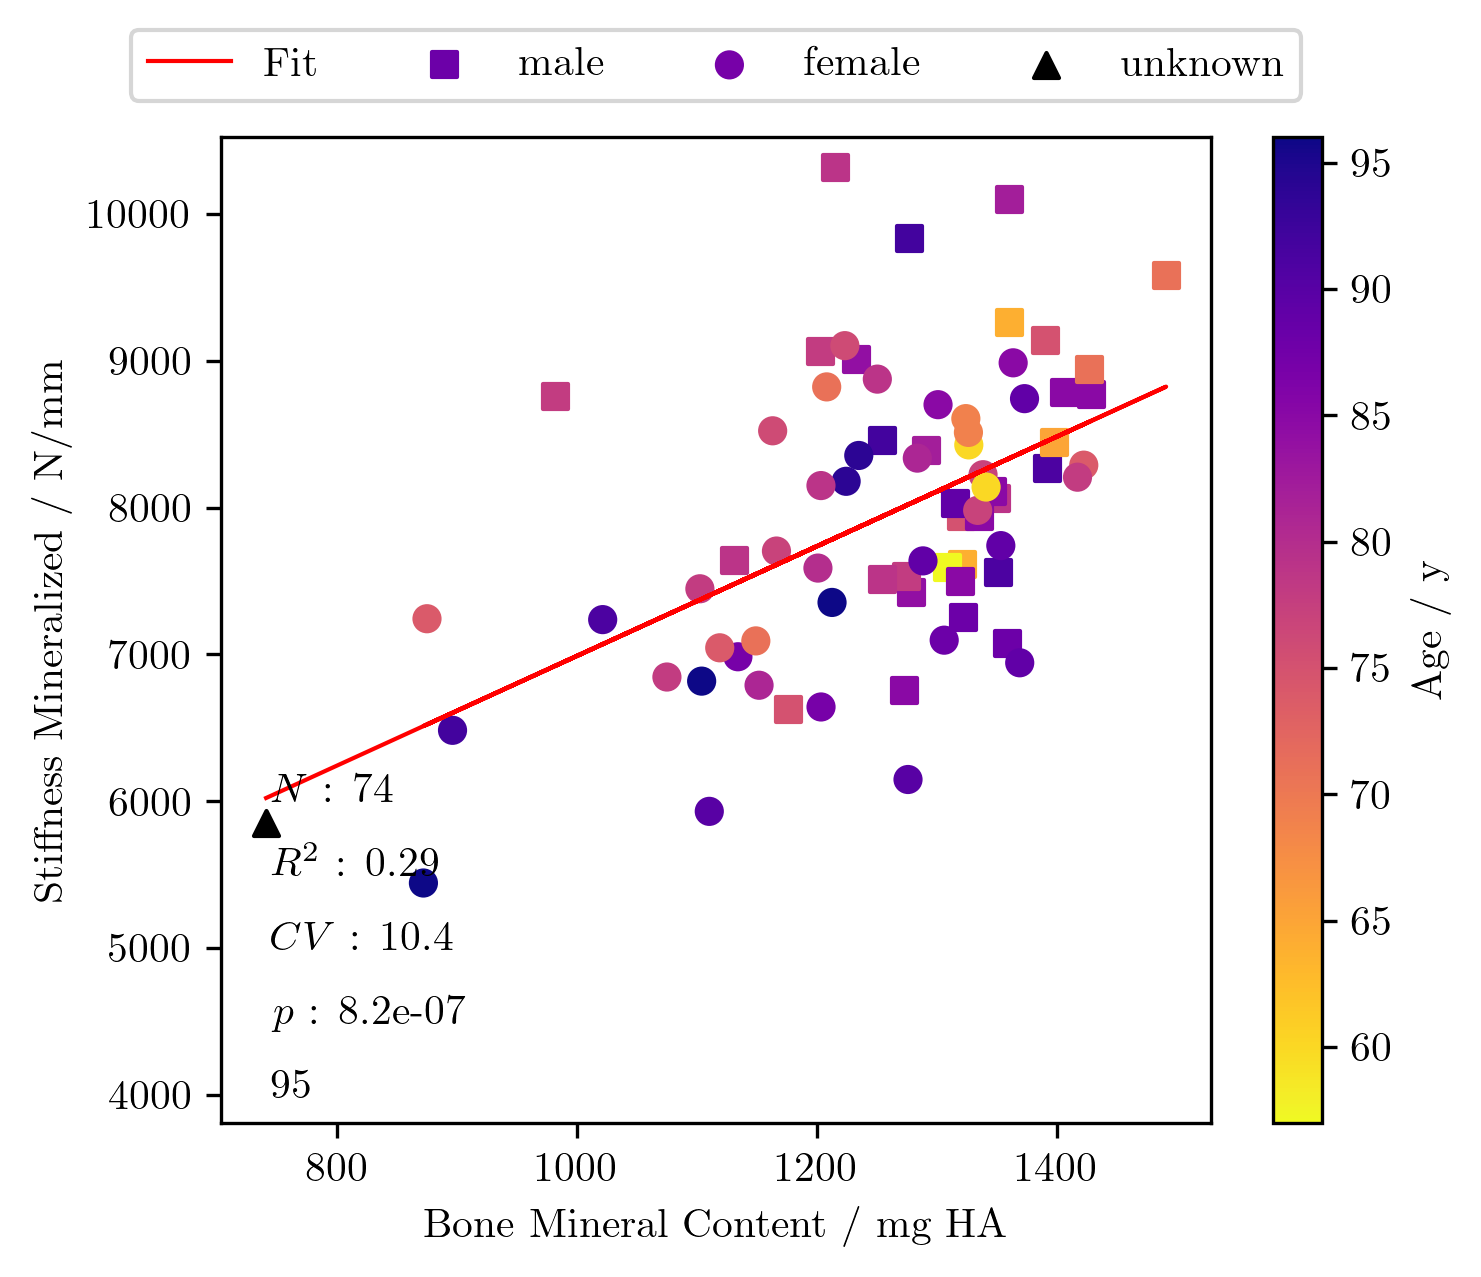 Fit male female unknown
10000
9000
8000
7000
6000
5000
4000
Stiffness Mineralized / N/mm
N : 74
R² : 0.29
CV : 10.4
p : 8.2e-07
95
800 1000 1200 1400
Bone Mineral Content / mg HA
95
90
85
80
75
70
65
60
Age / y